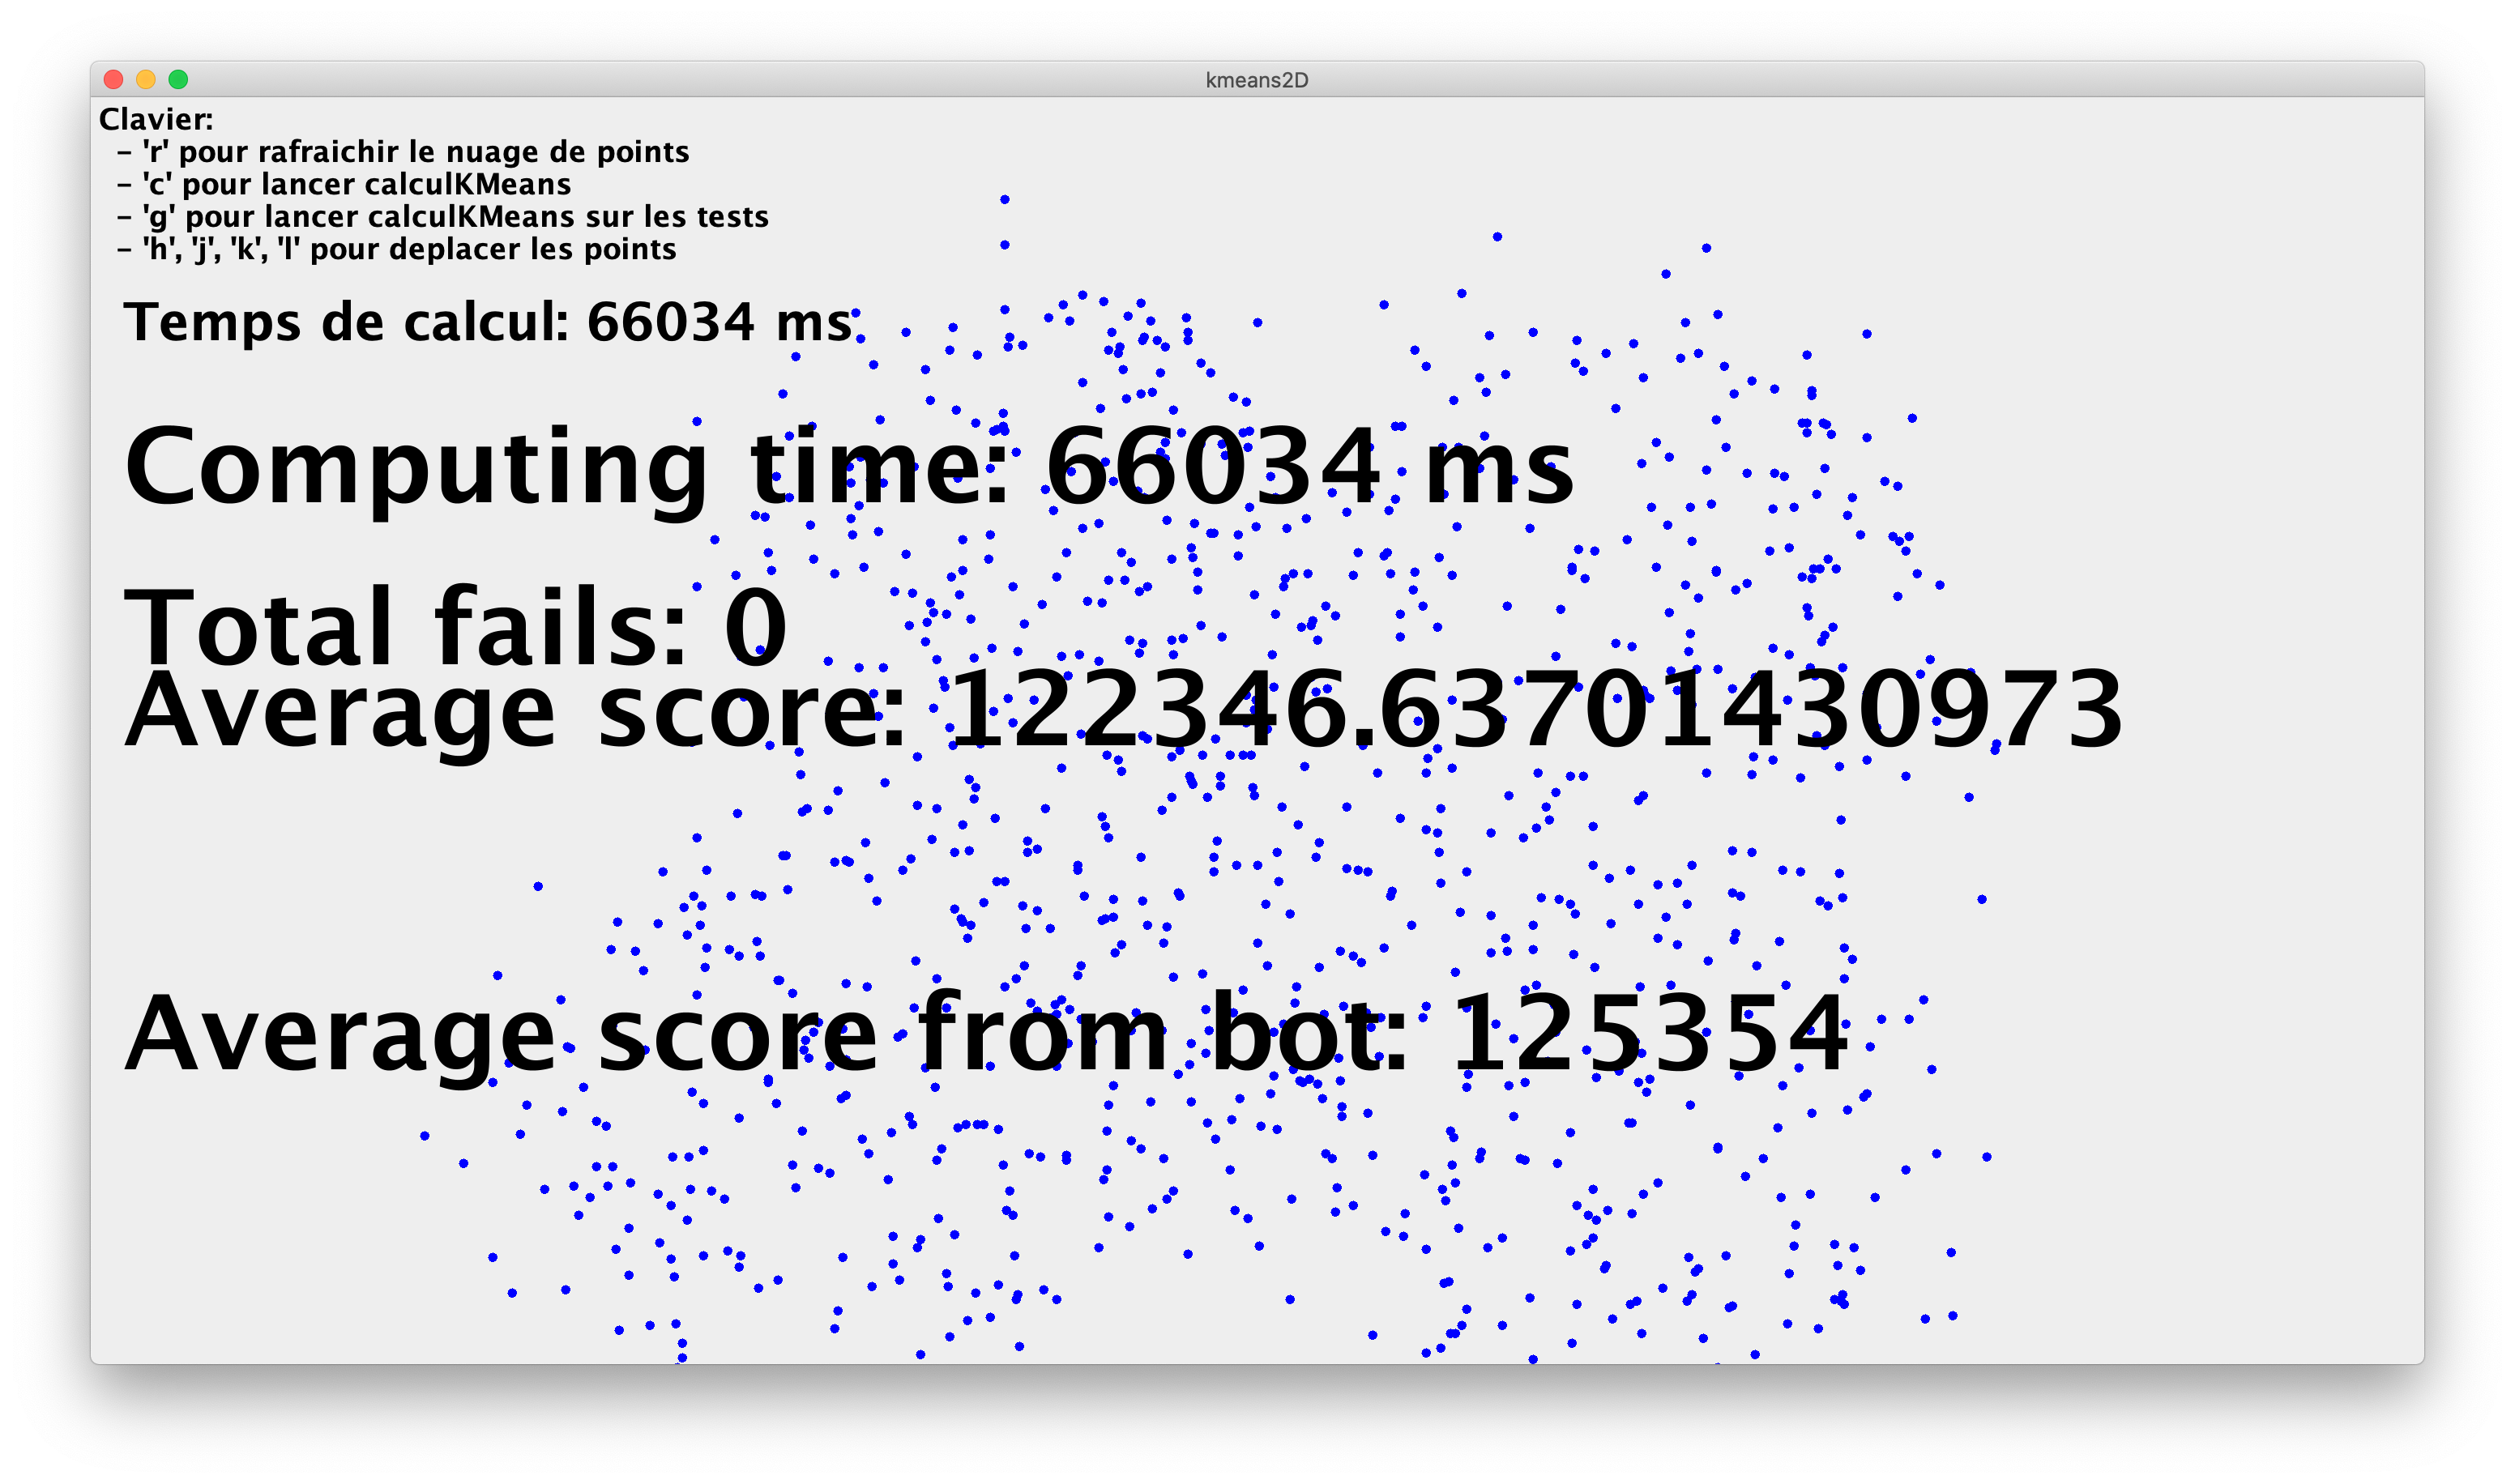 kmeans2D
Clavier:
– 'r' pour rafraichir le nuage de points
– 'c' pour lancer calculKMeans
– 'g' pour lancer calculKMeans sur les tests
– 'h', 'j', 'k', 'l' pour deplacer les points
Temps de calcul: 66034 ms
Computing time: 66034 ms
Total fails: 0
Average score: 122346.63701430973
Average score from bot: 125354